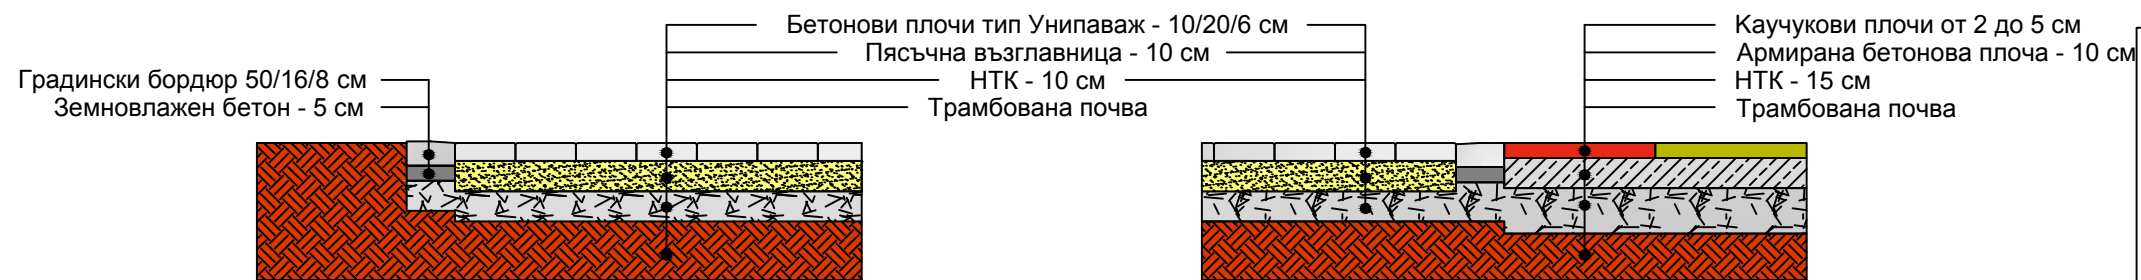 Градински бордюр 50/16/8 см
Земновлажен бетон - 5 см
Бетонови плочи тип Унипаваж - 10/20/6 см
Пясъчна възглавница - 10 см
НТК - 10 см
Трамбована почва
Каучукови плочи от 2 до 5 см
Армирана бетонова плоча - 10 см
НТК - 15 см
Трамбована почва